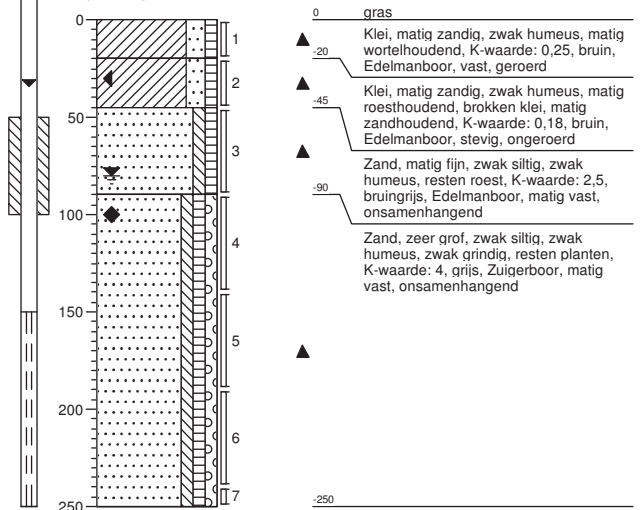 0
50
100
150
200
250
1
2
3
4
5
6
7
0 gras
Klei, matig zandig, zwak humeus, matig
wortelhoudend, K-waarde: 0,25, bruin,
Edelmanboor, vast, geroerd
-20
Klei, matig zandig, zwak humeus, matig
roesthoudend, brokken klei, matig
zandhoudend, K-waarde: 0,18, bruin,
Edelmanboor, stevig, ongeroerd
-45
Zand, matig fijn, zwak siltig, zwak
humeus, resten roest, K-waarde: 2,5,
bruingrijs, Edelmanboor, matig vast,
onsamenhangend
-90
Zand, zeer grof, zwak siltig, zwak
humeus, zwak grindig, resten planten,
K-waarde: 4, grijs, Zuigerboor, matig
vast, onsamenhangend
-250